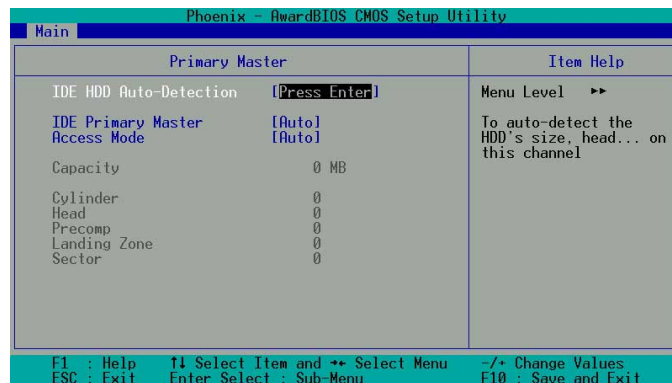 Phoenix - AwardBIOS CMOS Setup Utility
Main
Primary Master
Item Help
IDE HDD Auto-Detection [Press Enter]
Menu Level ▸▸
IDE Primary Master [Auto]
To auto-detect the
Access Mode [Auto]
HDD's size, head... on
this channel
Capacity 0 MB
Cylinder 0
Head 0
Precomp 0
Landing Zone 0
Sector 0
F1 : Help ↑↓ Select Item and →← Select Menu -/+ Change Values
ESC : Exit Enter Select : Sub-Menu F10 : Save and Exit